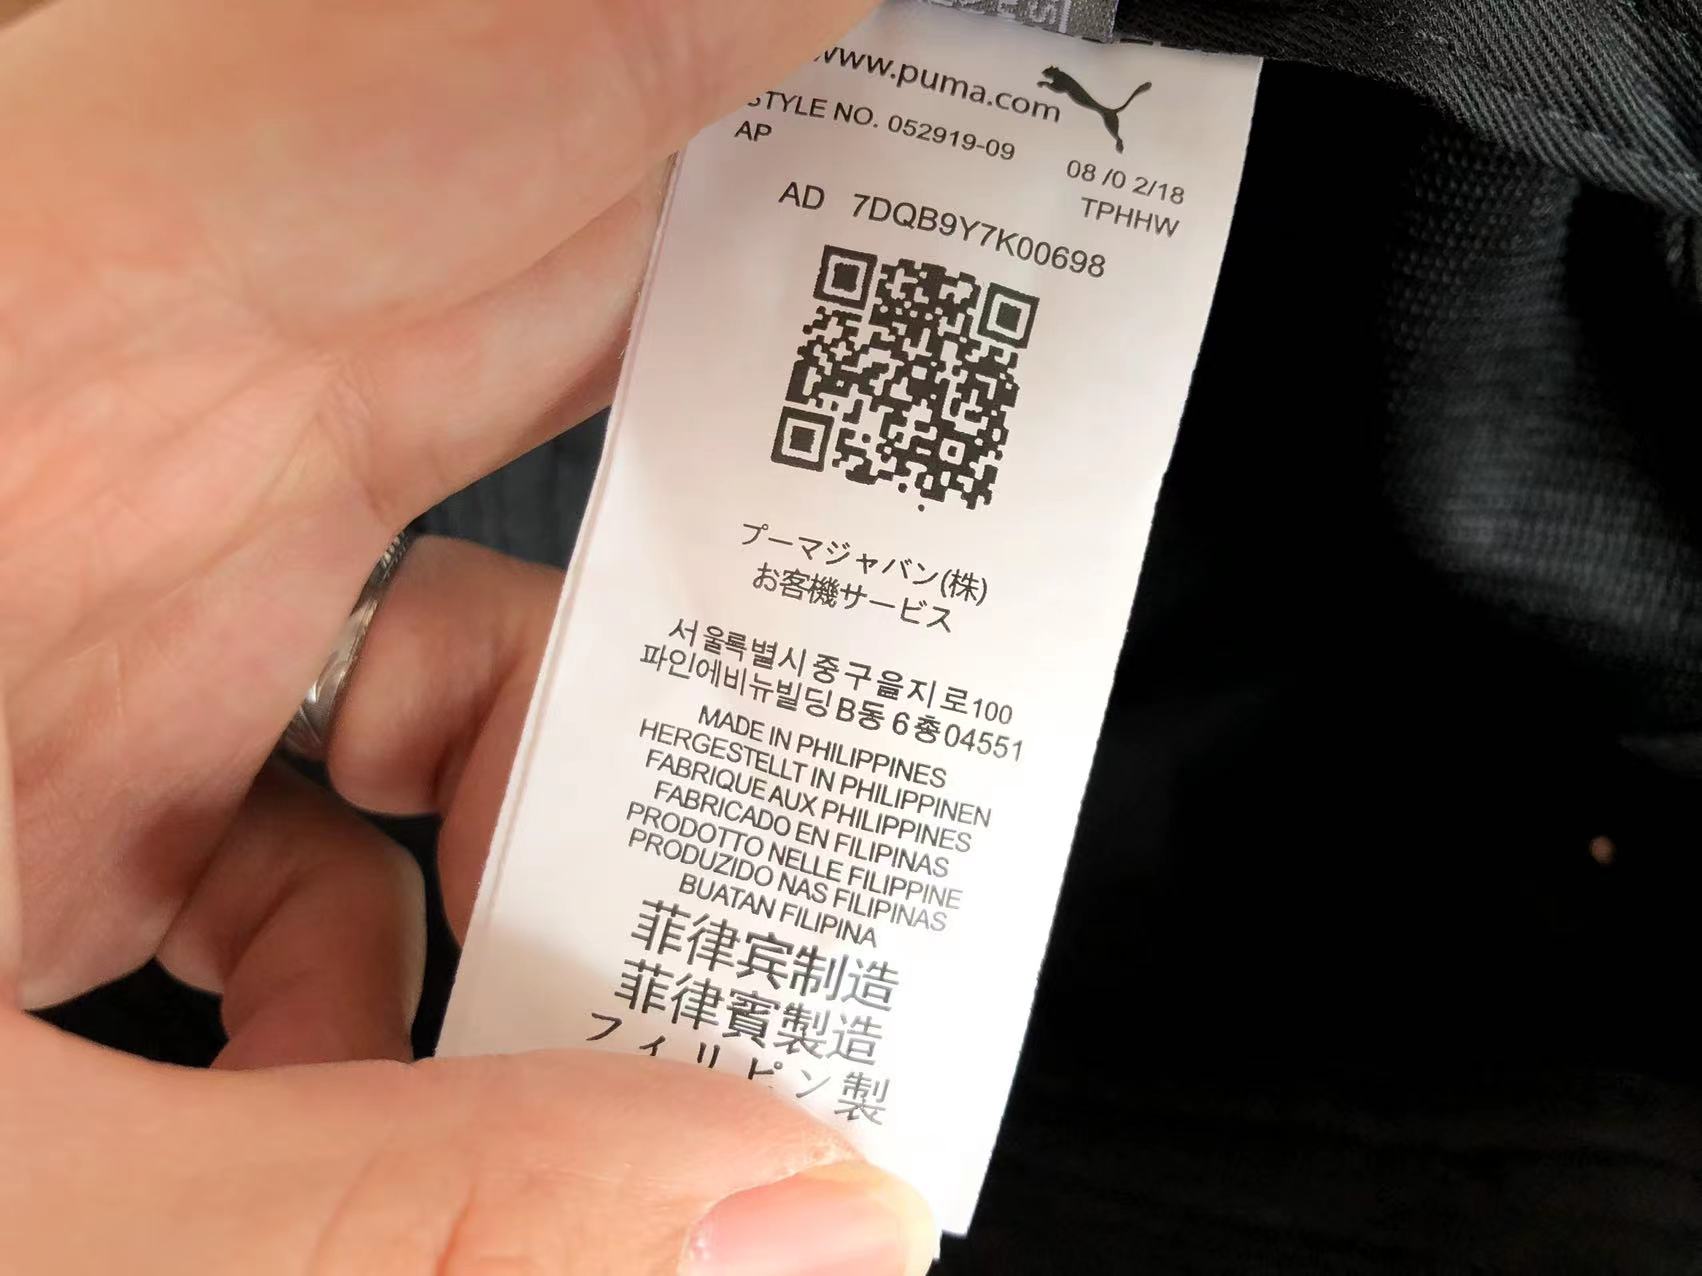 www.puma.com
STYLE NO. 052919-09
AP
08 /0 2/18
TPHHW
AD 7DQB9Y7K00698
プーマジャバン(株)
お客機サービス
서울록별시중구을지로100
파인에비뉴빌딩B동6층04551
MADE IN PHILIPPINES
HERGESTELLT IN PHILIPPINEN
FABRIQUE AUX PHILIPPINES
FABRICADO EN FILIPINAS
PRODOTTO NELLE FILIPPINE
PRODUZIDO NAS FILIPINAS
BUATAN FILIPINA
菲律宾制造
菲律賓製造
フィリピン製